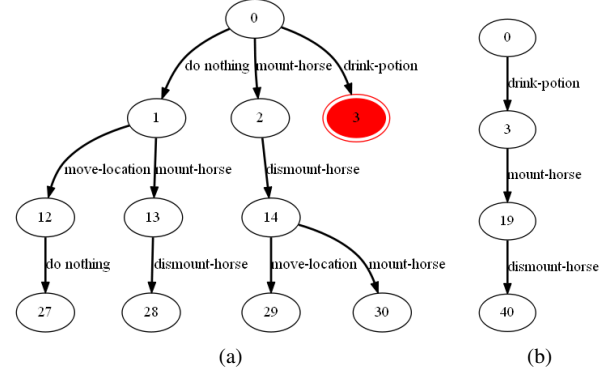 0
0
do nothing mount-horse drink-potion
drink-potion
1
2
3
3
move-location mount-horse
dismount-horse
mount-horse
12
13
14
19
do nothing
dismount-horse
move-location
mount-horse
dismount-horse
27
28
29
30
40
(a)
(b)